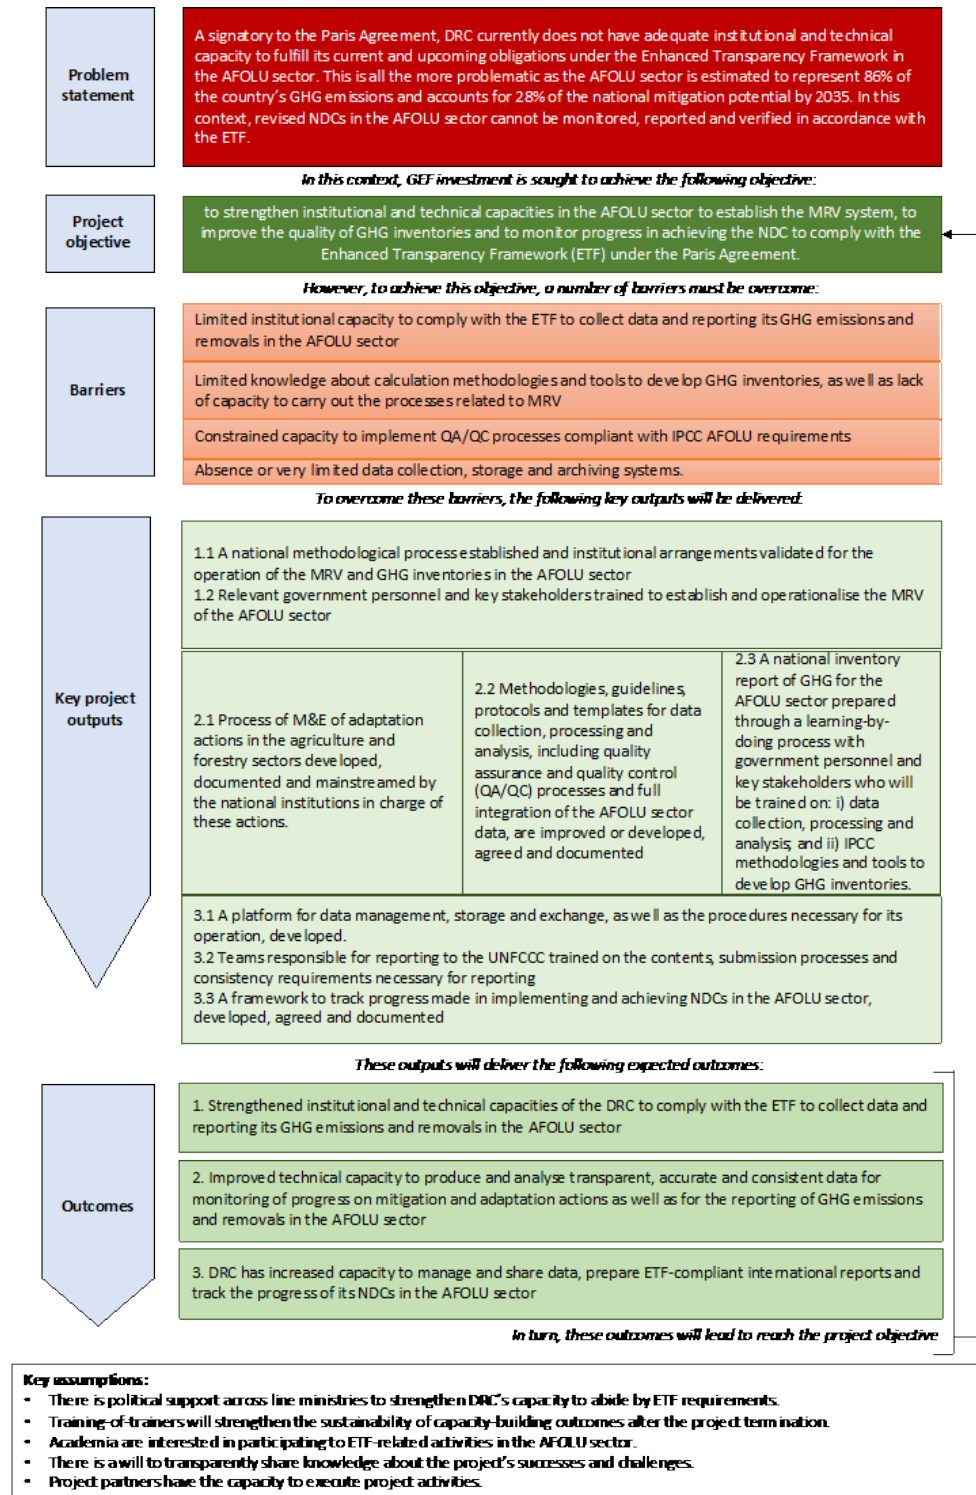 Problem
statement
A signatory to the Paris Agreement, DRC currently does not have adequate institutional and technical
capacity to fulfill its current and upcoming obligations under the Enhanced Transparency Framework in
the AFOLU sector. This is all the more problematic as the AFOLU sector is estimated to represent 86% of
the country's GHG emissions and accounts for 28% of the national mitigation potential by 2035. In this
context, revised NDCs in the AFOLU sector cannot be monitored, reported and verified in accordance with
the ETF.
In this context, GEF investment is sought to achieve the following objective:
Project
objective
to strengthen institutional and technical capacities in the AFOLU sector to establish the MRV system, to
improve the quality of GHG inventories and to monitor progress in achieving the NDC to comply with the
Enhanced Transparency Framework (ETF) under the Paris Agreement.
However, to achieve this objective, a number of barriers must be overcome:
Barriers
Limited institutional capacity to comply with the ETF to collect data and reporting its GHG emissions and
removals in the AFOLU sector
Limited knowledge about calculation methodologies and tools to develop GHG inventories, as well as lack
of capacity to carry out the processes related to MRV
Constrained capacity to implement QA/QC processes compliant with IPCC AFOLU requirements
Absence or very limited data collection, storage and archiving systems.
To overcome these barriers, the following key outputs will be delivered:
Key project
outputs
1.1 A national methodological process established and institutional arrangements validated for the
operation of the MRV and GHG inventories in the AFOLU sector
1.2 Relevant government personnel and key stakeholders trained to establish and operationalise the MRV
of the AFOLU sector
2.1 Process of M&E of adaptation
actions in the agriculture and
forestry sectors developed,
documented and mainstreamed by
the national institutions in charge of
these actions.
2.2 Methodologies, guidelines,
protocols and templates for data
collection, processing and
analysis, including quality
assurance and quality control
(QA/QC) processes and full
integration of the AFOLU sector
data, are improved or developed,
agreed and documented
2.3 A national inventory
report of GHG for the
AFOLU sector prepared
through a learning-by-
doing process with
government personnel and
key stakeholders who will
be trained on: i) data
collection, processing and
analysis; and ii) IPCC
methodologies and tools to
develop GHG inventories.
3.1 A platform for data management, storage and exchange, as well as the procedures necessary for its
operation, developed.
3.2 Teams responsible for reporting to the UNFCCC trained on the contents, submission processes and
consistency requirements necessary for reporting
3.3 A framework to track progress made in implementing and achieving NDCs in the AFOLU sector,
developed, agreed and documented
These outputs will deliver the following expected outcomes:
Outcomes
1. Strengthened institutional and technical capacities of the DRC to comply with the ETF to collect data and
reporting its GHG emissions and removals in the AFOLU sector
2. Improved technical capacity to produce and analyse transparent, accurate and consistent data for
monitoring of progress on mitigation and adaptation actions as well as for the reporting of GHG emissions
and removals in the AFOLU sector
3. DRC has increased capacity to manage and share data, prepare ETF-compliant international reports and
track the progress of its NDCs in the AFOLU sector
In turn, these outcomes will lead to reach the project objective
Key assumptions:
• There is political support across line ministries to strengthen DRC's capacity to abide by ETF requirements.
• Training-of-trainers will strengthen the sustainability of capacity-building outcomes after the project termination.
• Academia are interested in participating to ETF-related activities in the AFOLU sector.
• There is a will to transparently share knowledge about the project's successes and challenges.
• Project partners have the capacity to execute project activities.